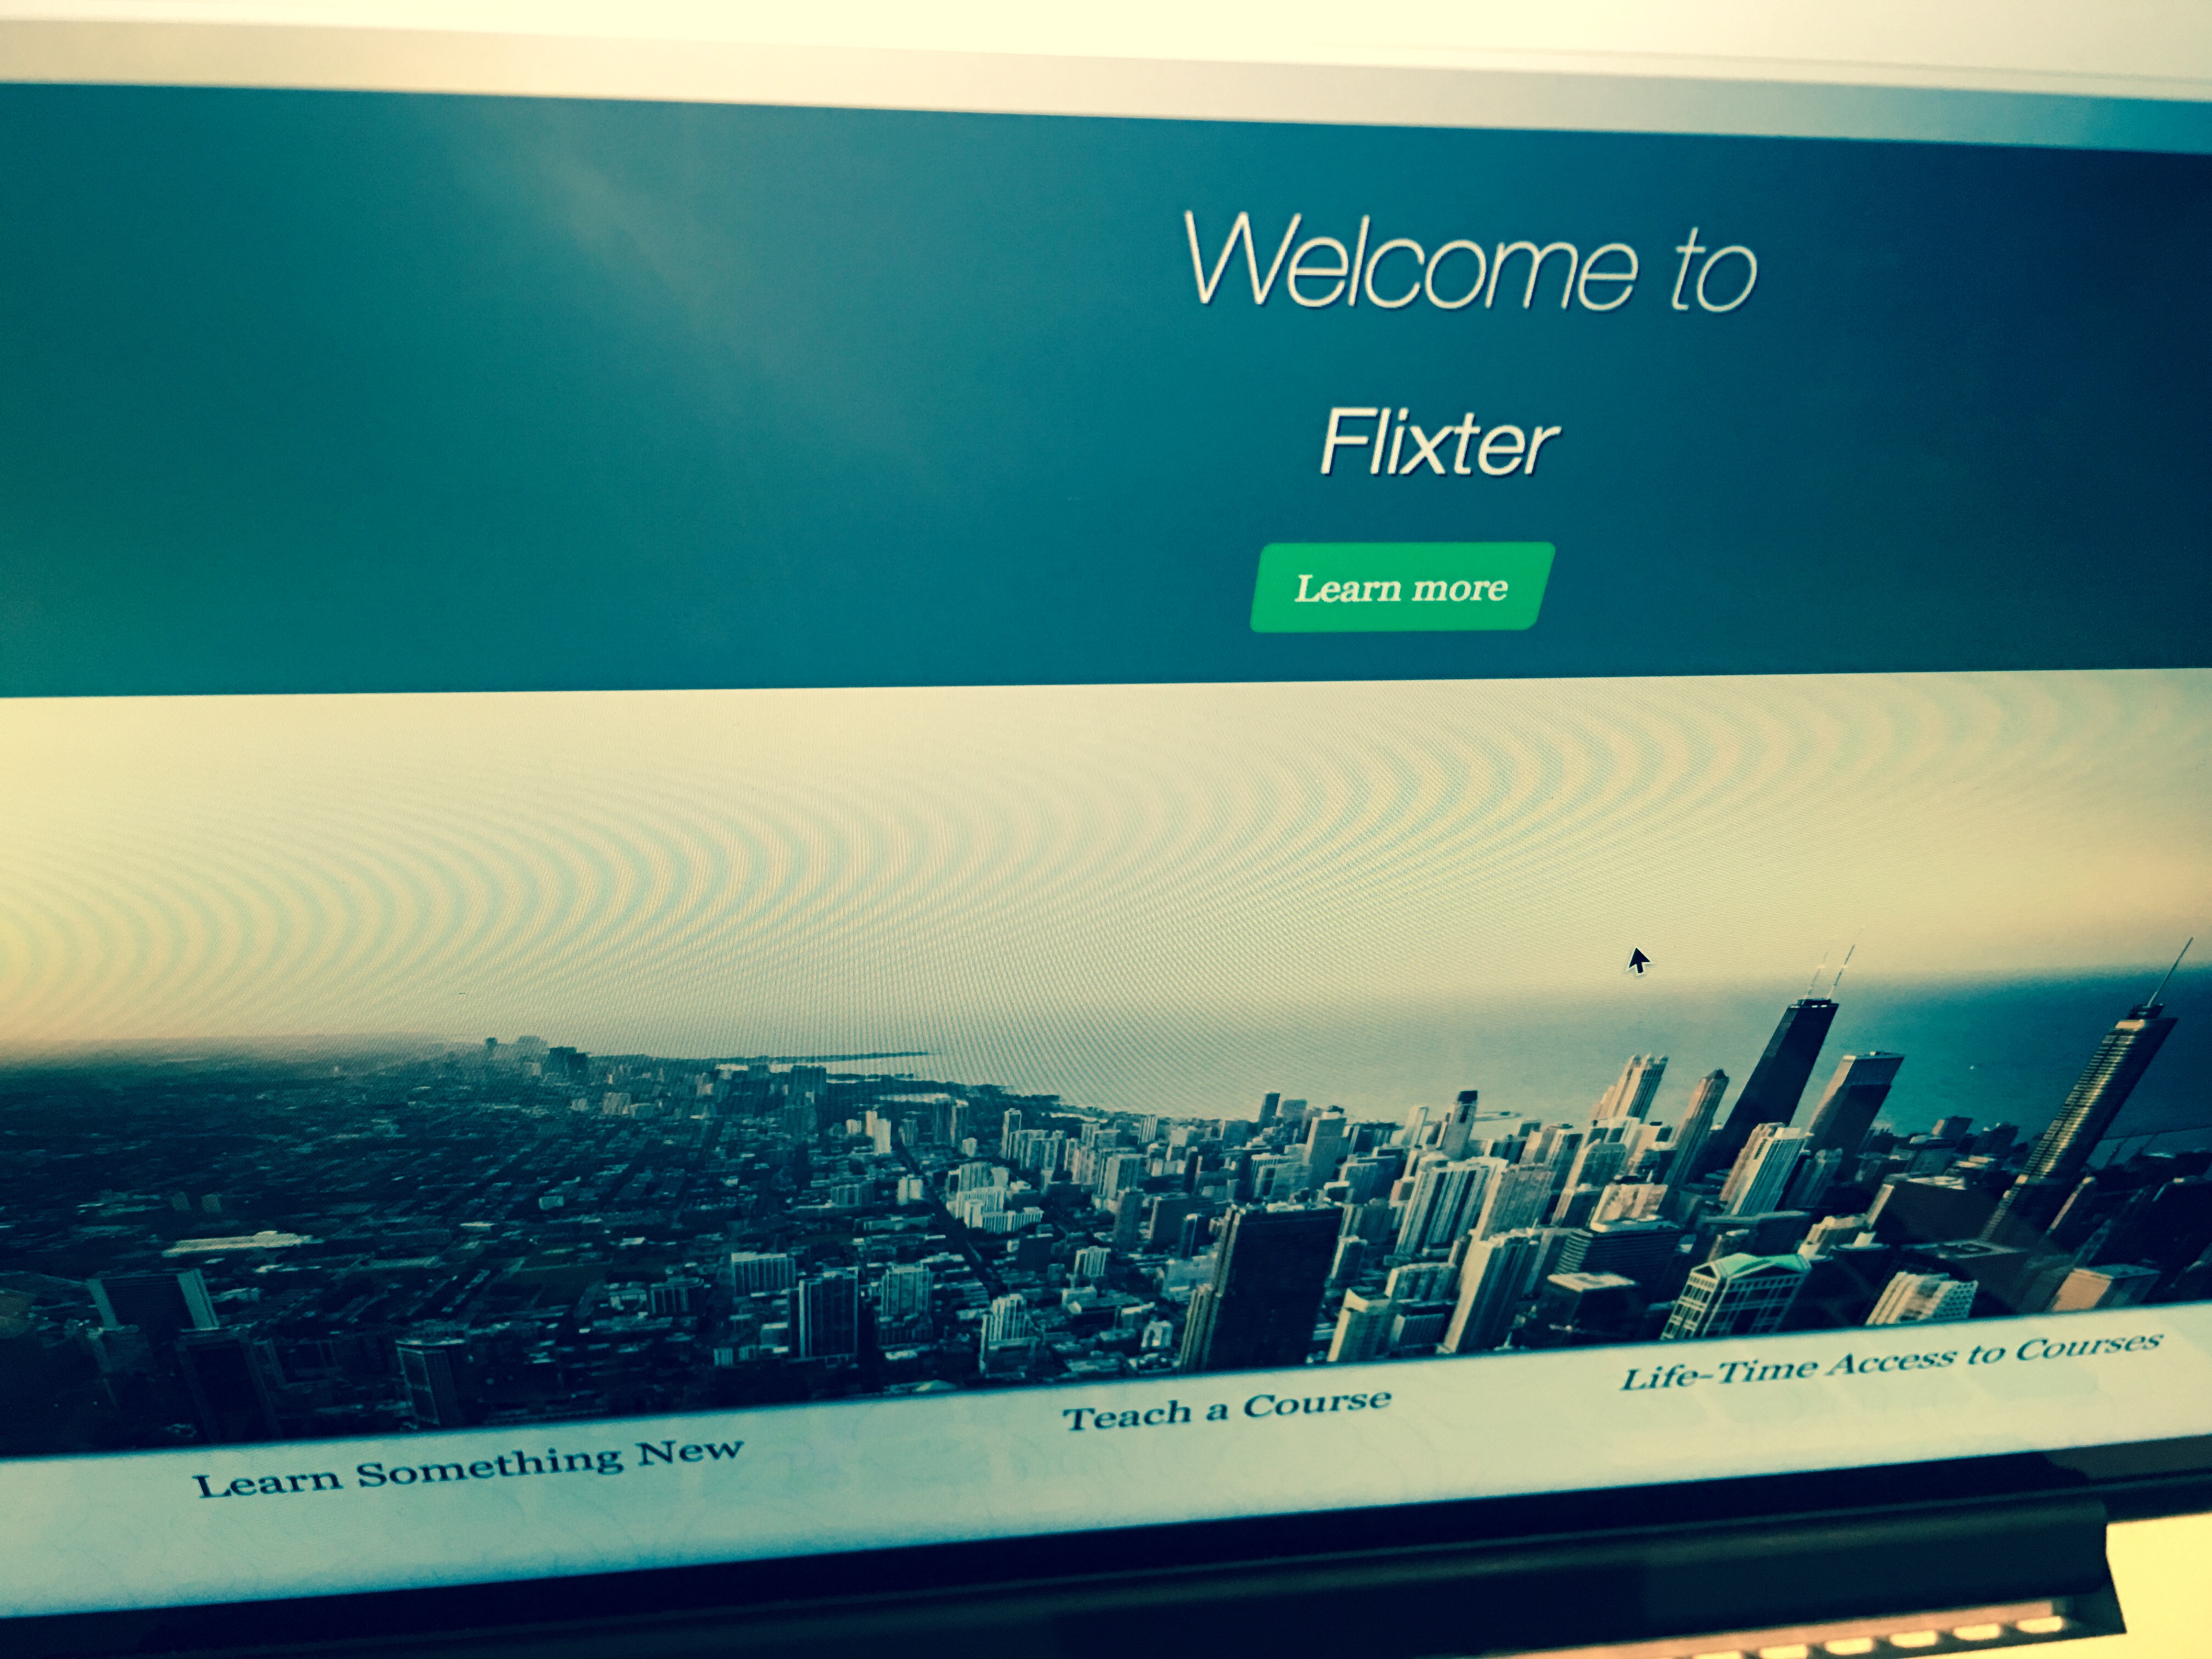 Welcome to
Flixter
Learn more
Learn Something New
Teach a Course
Life-Time Access to Courses